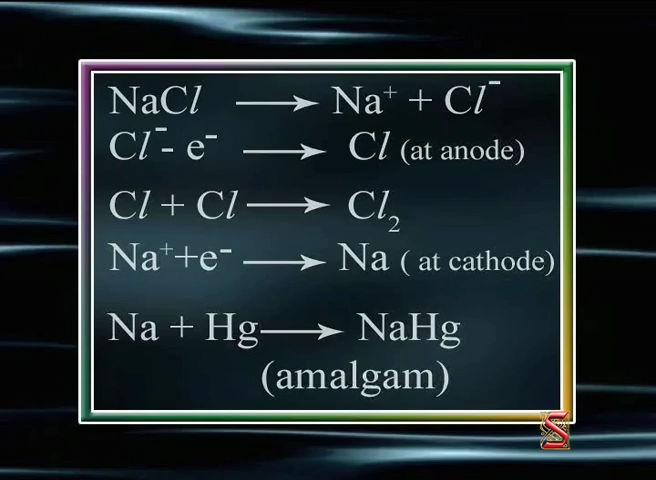 NaCl ⟶ Na⁺ + Cl⁻
Cl⁻- e⁻ ⟶ Cl (at anode)
Cl + Cl ⟶ Cl₂
Na⁺+e⁻ ⟶ Na ( at cathode)
Na + Hg ⟶ NaHg
(amalgam)
S